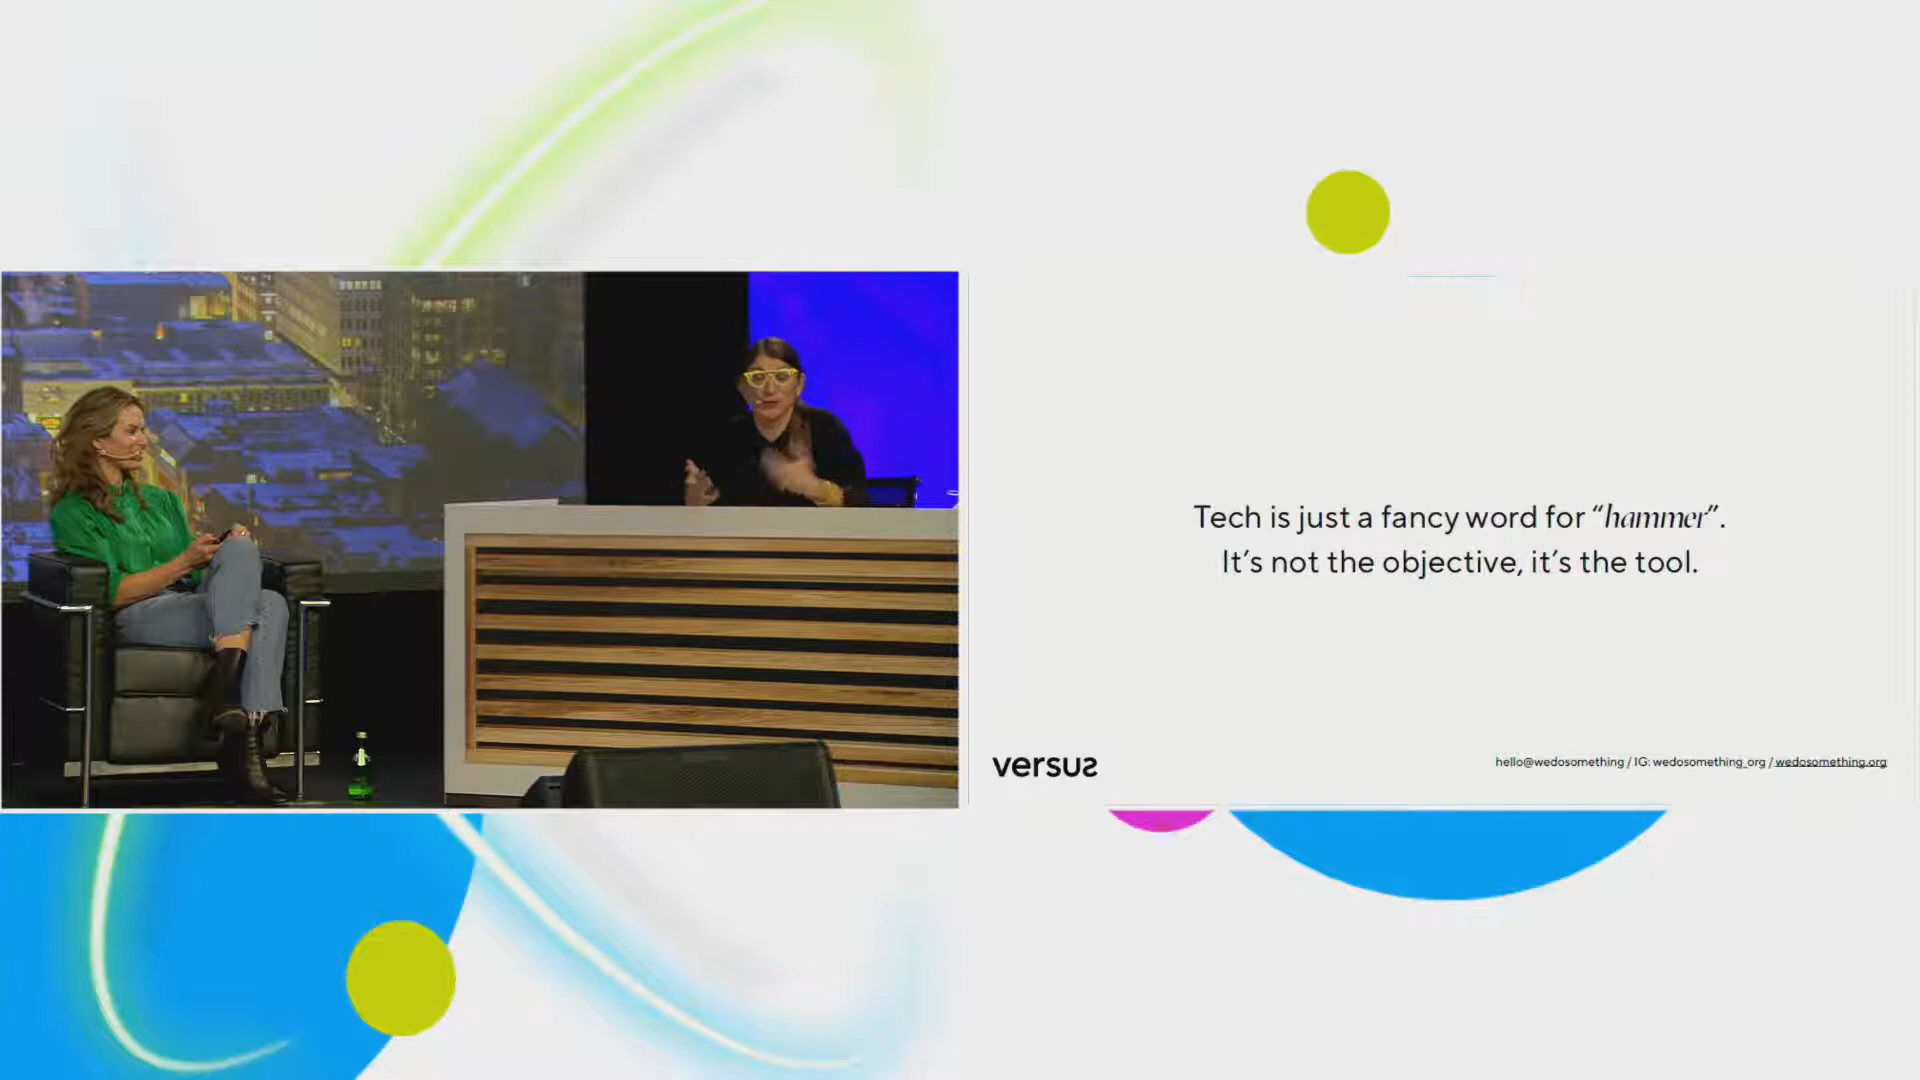 Tech is just a fancy word for “hammer”.
It’s not the objective, it’s the tool.
versus
hello@wedosomething / IG: wedosomething_org / wedosomething.org